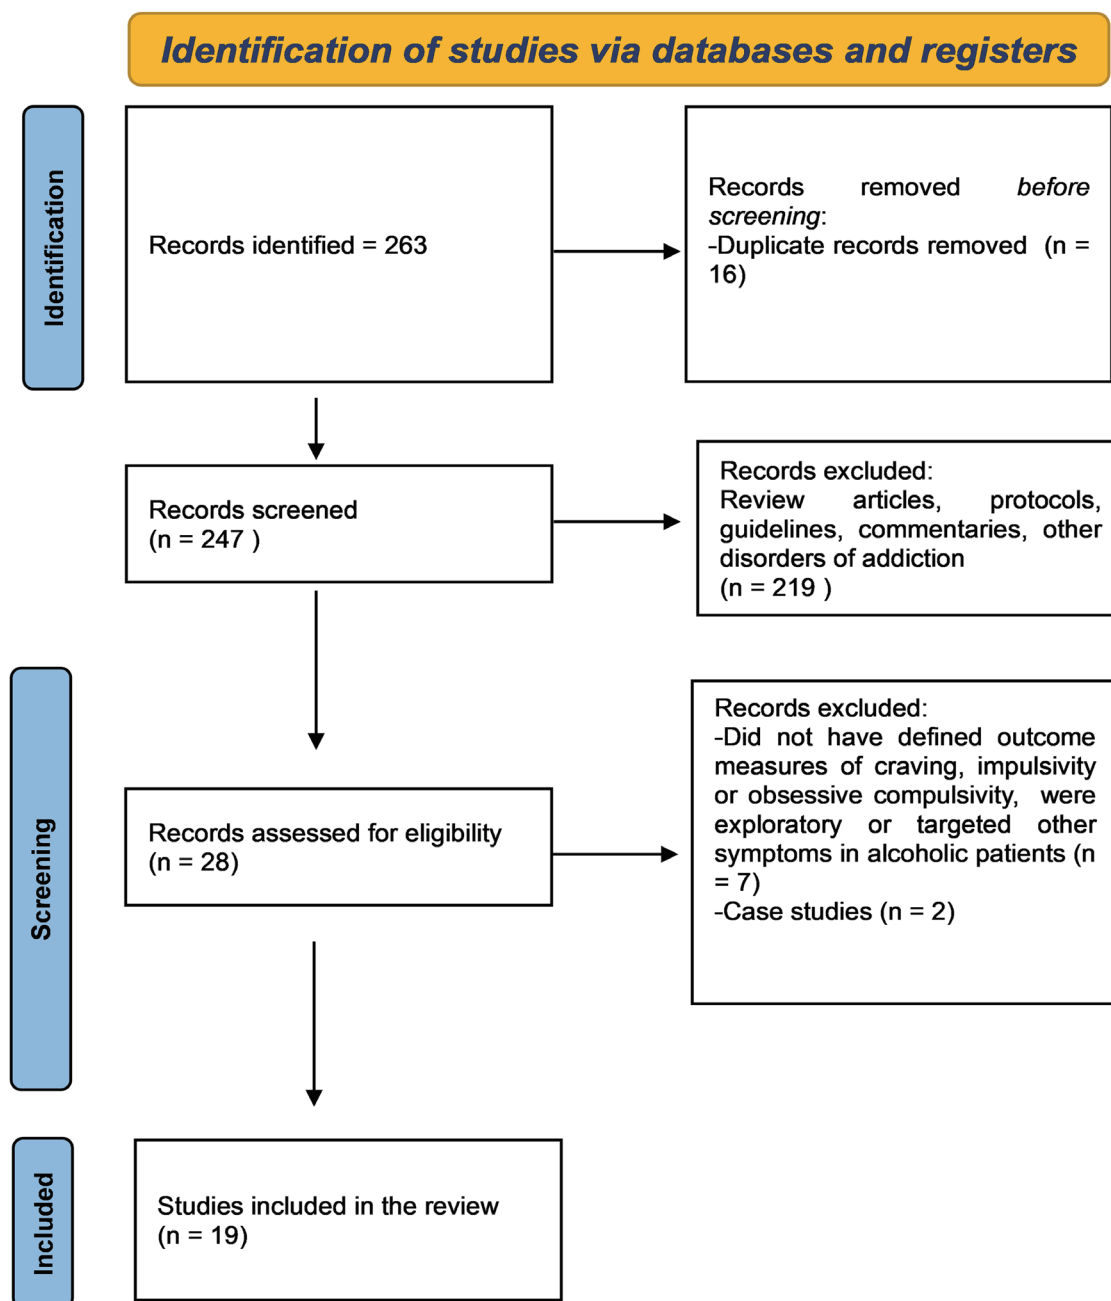 Identification of studies via databases and registers
Identification
Records identified = 263
Records removed before
screening:
-Duplicate records removed (n =
16)
Records screened
(n = 247 )
Records excluded:
Review articles, protocols,
guidelines, commentaries, other
disorders of addiction
(n = 219 )
Screening
Records assessed for eligibility
(n = 28)
Records excluded:
-Did not have defined outcome
measures of craving, impulsivity
or obsessive compulsivity, were
exploratory or targeted other
symptoms in alcoholic patients (n
= 7)
-Case studies (n = 2)
Included
Studies included in the review
(n = 19)